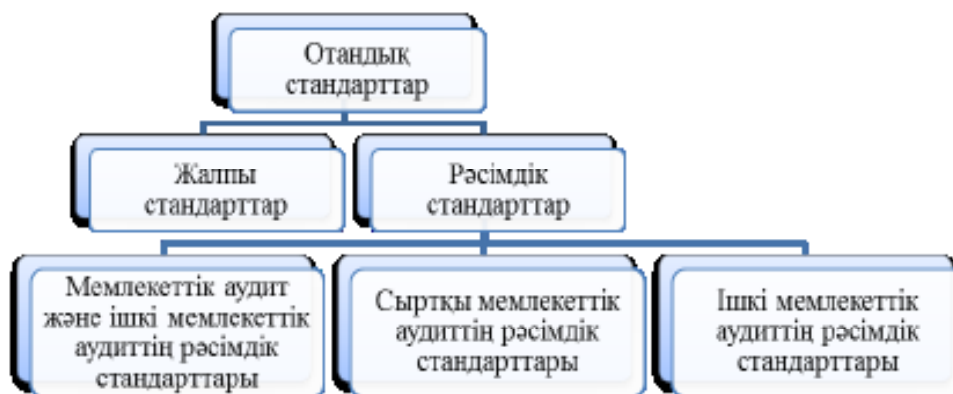 Отандық
стандарттар
Жалпы
стандарттар
Рәсімдік
стандарттар
Мемлекеттік аудит
және ішкі мемлекеттік
аудиттің рәсімдік
стандарттары
Сыртқы мемлекеттік
аудиттің рәсімдік
стандарттары
Ішкі мемлекеттік
аудиттің рәсімдік
стандарттары